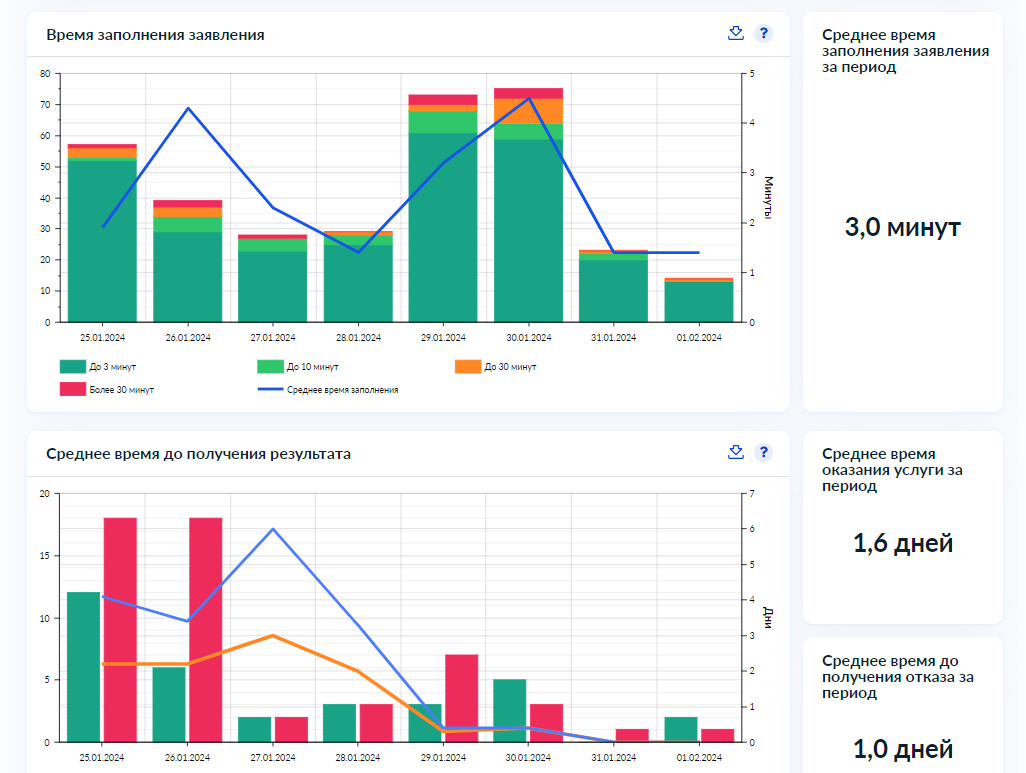 Время заполнения заявления
?
80
70
60
50
40
30
20
10
0
5
4
3
2
1
0
Минуты
25.01.2024 26.01.2024 27.01.2024 28.01.2024 29.01.2024 30.01.2024 31.01.2024 01.02.2024
До 3 минут До 10 минут До 30 минут
Более 30 минут Среднее время заполнения
Среднее время
заполнения заявления
за период
3,0 минут
Среднее время до получения результата
?
20
15
10
5
0
7
6
5
4
3
2
1
0
Дни
25.01.2024 26.01.2024 27.01.2024 28.01.2024 29.01.2024 30.01.2024 31.01.2024 01.02.2024
Среднее время
оказания услуги за
период
1,6 дней
Среднее время до
получения отказа за
период
1,0 дней